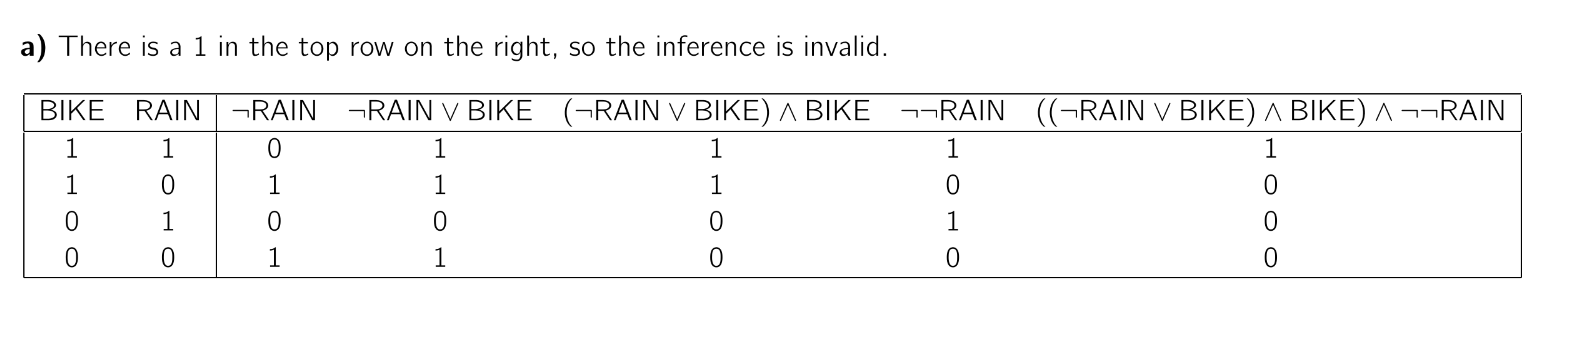 a) There is a 1 in the top row on the right, so the inference is invalid.
BIKE RAIN ¬RAIN ¬RAIN ∨ BIKE (¬RAIN ∨ BIKE) ∧ BIKE ¬¬RAIN ((¬RAIN ∨ BIKE) ∧ BIKE) ∧ ¬¬RAIN
1 1 0 1 1 1 1
1 0 1 1 1 0 0
0 1 0 0 0 1 0
0 0 1 1 0 0 0